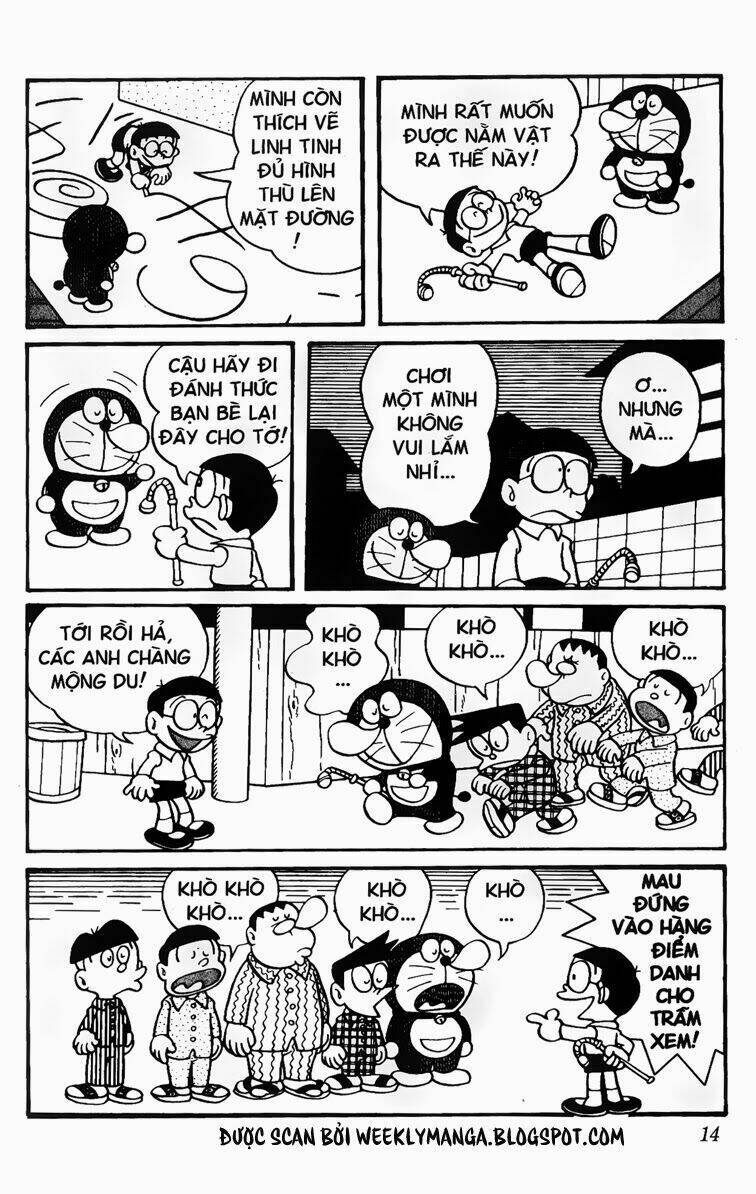 MÌNH CÒN
THÍCH VẼ
LINH TINH
ĐỦ HÌNH
THÙ LÊN
MẶT ĐƯỜNG
!
MÌNH RẤT MUỐN
ĐƯỢC NẰM VẬT
RA THẾ NÀY!
CẬU HÃY ĐI
ĐÁNH THỨC
BẠN BÈ LẠI
ĐÂY CHO TỚ!
CHƠI
MỘT MÌNH
KHÔNG
VUI LẮM
NHỈ...
Ơ...
NHƯNG
MÀ...
TỚI RỒI HẢ,
CÁC ANH CHÀNG
MỘNG DU!
KHÒ
KHÒ
...
KHÒ
KHÒ...
KHÒ
KHÒ...
KHÒ KHÒ
KHÒ...
KHÒ
KHÒ...
KHÒ
...
MAU
ĐỨNG
VÀO HÀNG
ĐIỂM
DANH
CHO
TRẪM
XEM!
ĐƯỢC SCAN BỞI WEEKLYMANGA.BLOGSPOT.COM
14